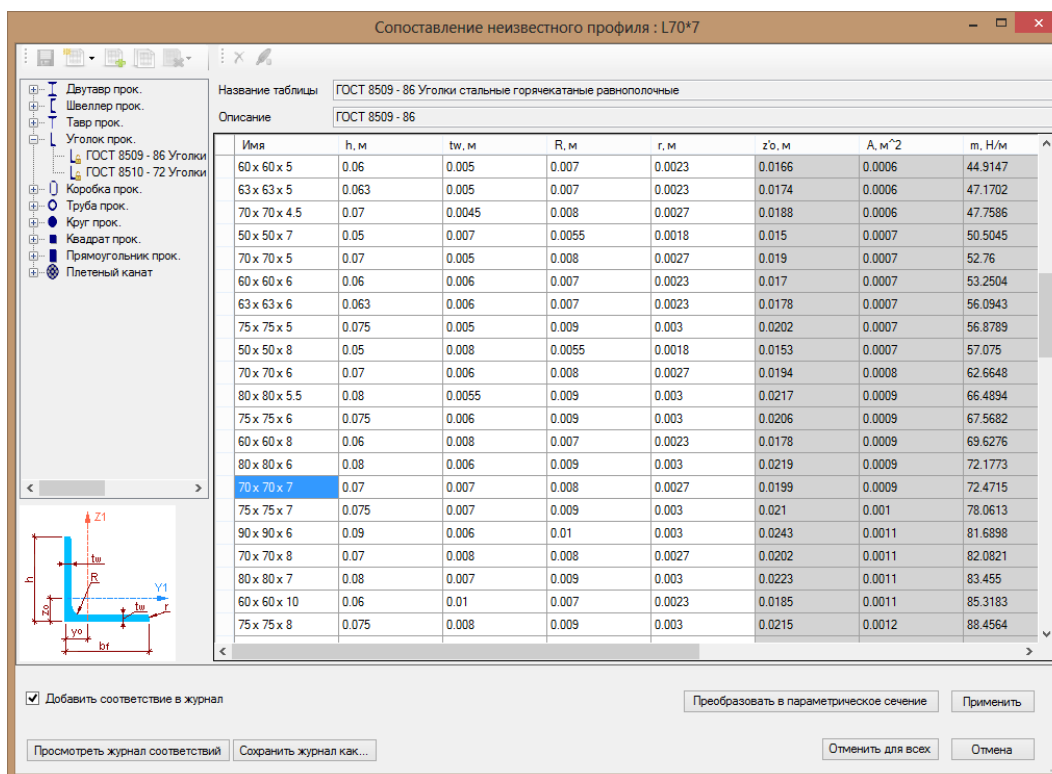 Сопоставление неизвестного профиля : L70*7
Двутавр прок.
Швеллер прок.
Тавр прок.
Уголок прок.
ГОСТ 8509 - 86 Уголки
ГОСТ 8510 - 72 Уголки
Коробка прок.
Труба прок.
Круг прок.
Квадрат прок.
Прямоугольник прок.
Плетеный канат
Название таблицы ГОСТ 8509 - 86 Уголки стальные горячекатаные равнополочные
Описание ГОСТ 8509 - 86
Имя h, м tw, м R, м r, м z'o, м A, м^2 m, Н/м
60 x 60 x 5 0.06 0.005 0.007 0.0023 0.0166 0.0006 44.9147
63 x 63 x 5 0.063 0.005 0.007 0.0023 0.0174 0.0006 47.1702
70 x 70 x 4.5 0.07 0.0045 0.008 0.0027 0.0188 0.0006 47.7586
50 x 50 x 7 0.05 0.007 0.0055 0.0018 0.015 0.0007 50.5045
70 x 70 x 5 0.07 0.005 0.008 0.0027 0.019 0.0007 52.76
60 x 60 x 6 0.06 0.006 0.007 0.0023 0.017 0.0007 53.2504
63 x 63 x 6 0.063 0.006 0.007 0.0023 0.0178 0.0007 56.0943
75 x 75 x 5 0.075 0.005 0.009 0.003 0.0202 0.0007 56.8789
50 x 50 x 8 0.05 0.008 0.0055 0.0018 0.0153 0.0007 57.075
70 x 70 x 6 0.07 0.006 0.008 0.0027 0.0194 0.0008 62.6648
80 x 80 x 5.5 0.08 0.0055 0.009 0.003 0.0217 0.0009 66.4894
75 x 75 x 6 0.075 0.006 0.009 0.003 0.0206 0.0009 67.5682
60 x 60 x 8 0.06 0.008 0.007 0.0023 0.0178 0.0009 69.6276
80 x 80 x 6 0.08 0.006 0.009 0.003 0.0219 0.0009 72.1773
70 x 70 x 7 0.07 0.007 0.008 0.0027 0.0199 0.0009 72.4715
75 x 75 x 7 0.075 0.007 0.009 0.003 0.021 0.001 78.0613
90 x 90 x 6 0.09 0.006 0.01 0.003 0.0243 0.0011 81.6898
70 x 70 x 8 0.07 0.008 0.008 0.0027 0.0202 0.0011 82.0821
80 x 80 x 7 0.08 0.007 0.009 0.003 0.0223 0.0011 83.455
60 x 60 x 10 0.06 0.01 0.007 0.0023 0.0185 0.0011 85.3183
75 x 75 x 8 0.075 0.008 0.009 0.003 0.0215 0.0012 88.4564
Z1
tw
h
R
Y1
zo
tw
r
yo
bf
Добавить соответствие в журнал
Преобразовать в параметрическое сечение
Применить
Просмотреть журнал соответствий
Сохранить журнал как...
Отменить для всех
Отмена